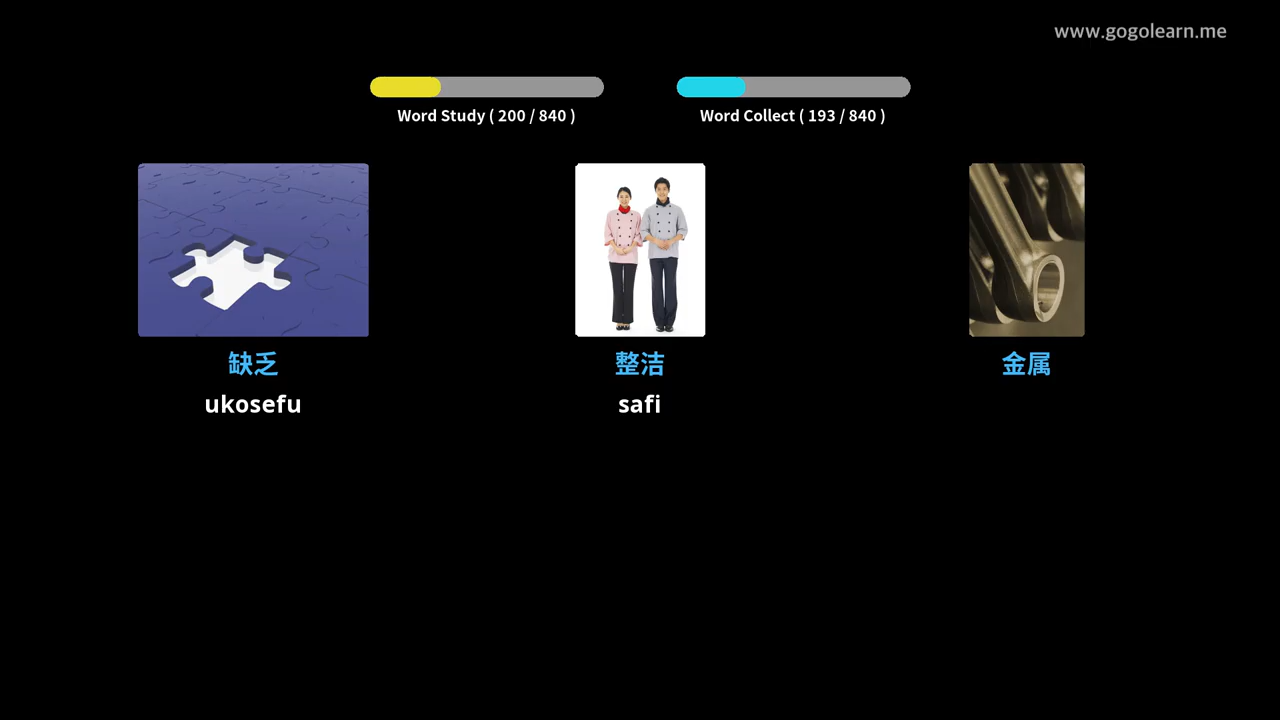 www.gogolearn.me
Word Study ( 200 / 840 )
Word Collect ( 193 / 840 )
缺乏
整洁
金属
ukosefu
safi